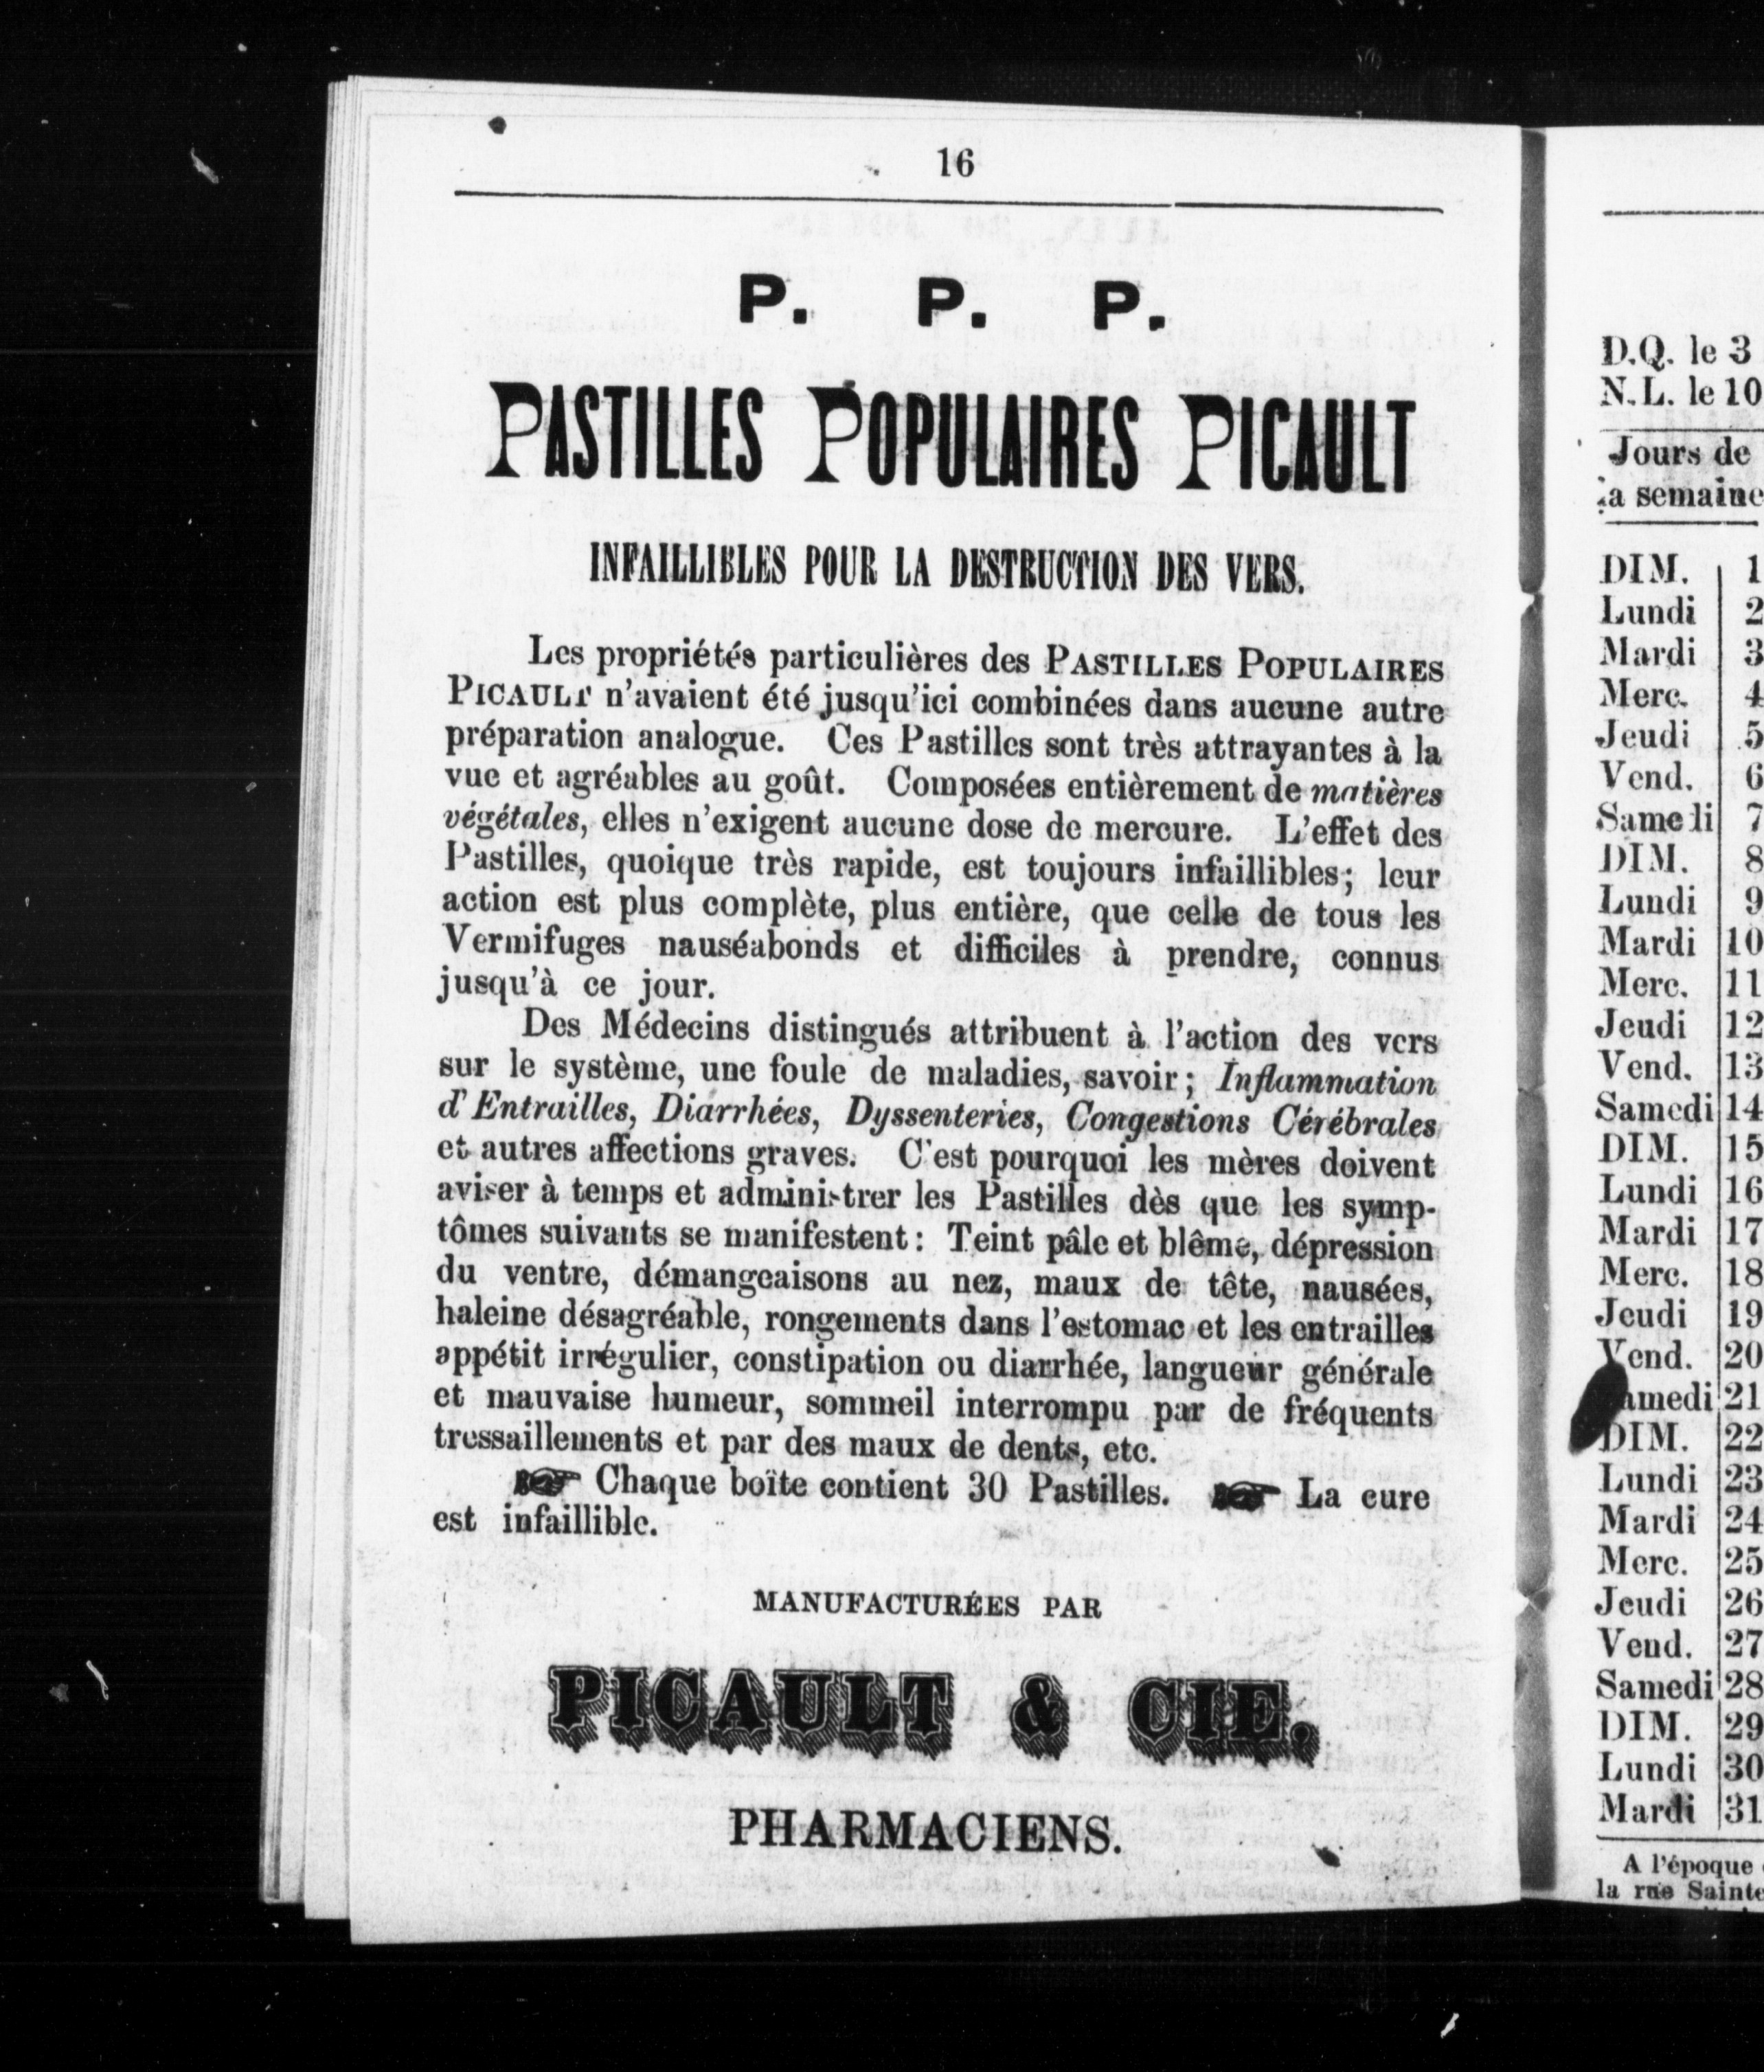 16
P. P. P.
PASTILLES POPULAIRES PICAULT
INFAILLIBLES POUR LA DESTRUCTION DES VERS.
Les propriétés particulières des PASTILLES POPULAIRES
PICAULT n'avaient été jusqu'ici combinées dans aucune autre
préparation analogue. Ces Pastilles sont très attrayantes à la
vue et agréables au goût. Composées entièrement de matières
végétales, elles n'exigent aucune dose de mercure. L'effet des
Pastilles, quoique très rapide, est toujours infaillibles; leur
action est plus complète, plus entière, que celle de tous les
Vermifuges nauséabonds et difficiles à prendre, connus
jusqu'à ce jour.
Des Médecins distingués attribuent à l'action des vers
sur le système, une foule de maladies, savoir; Inflammation
d'Entrailles, Diarrhées, Dyssenteries, Congestions Cérébrales
et autres affections graves. C'est pourquoi les mères doivent
aviser à temps et administrer les Pastilles dès que les symp-
tômes suivants se manifestent: Teint pâle et blême, dépression
du ventre, démangeaisons au nez, maux de tête, nausées,
haleine désagréable, rongements dans l'estomac et les entrailles
appétit irrégulier, constipation ou diarrhée, langueur générale
et mauvaise humeur, sommeil interrompu par de fréquents
tressaillements et par des maux de dents, etc.
☞ Chaque boïte contient 30 Pastilles. ☞ La cure
est infaillible.
MANUFACTURÉES PAR
PICAULT & CIE.
PHARMACIENS.
D.Q. le 3
N.L. le 10
Jours de
la semaine
DIM. 1
Lundi 2
Mardi 3
Merc. 4
Jeudi 5
Vend. 6
Samedi 7
DIM. 8
Lundi 9
Mardi 10
Merc. 11
Jeudi 12
Vend. 13
Samedi 14
DIM. 15
Lundi 16
Mardi 17
Merc. 18
Jeudi 19
Vend. 20
amedi 21
DIM. 22
Lundi 23
Mardi 24
Merc. 25
Jeudi 26
Vend. 27
Samedi 28
DIM. 29
Lundi 30
Mardi 31
A l'époque
la rue Sainte